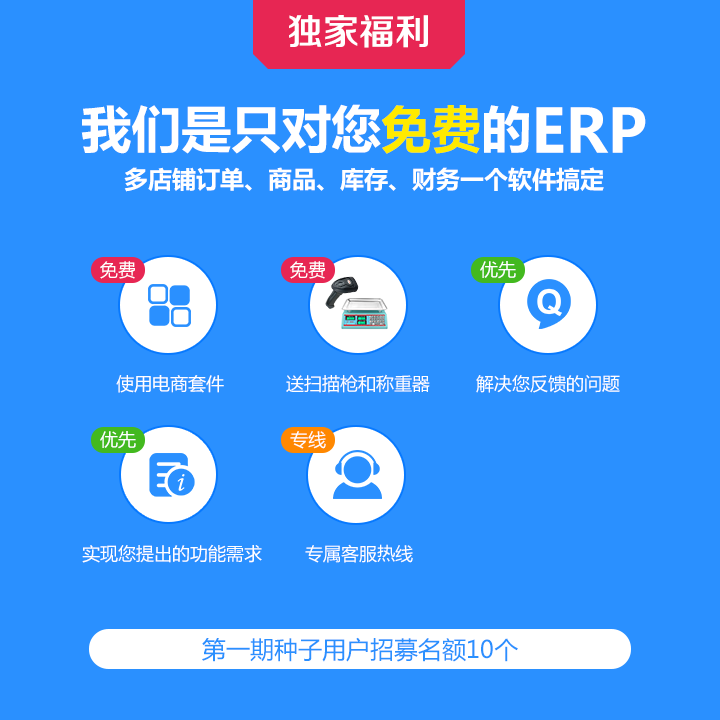 独家福利
我们是只对您免费的ERP
多店铺订单、商品、库存、财务一个软件搞定
免费
免费
优先
Q
使用电商套件
送扫描枪和称重器
解决您反馈的问题
优先
专线
i
实现您提出的功能需求
专属客服热线
第一期种子用户招募名额10个